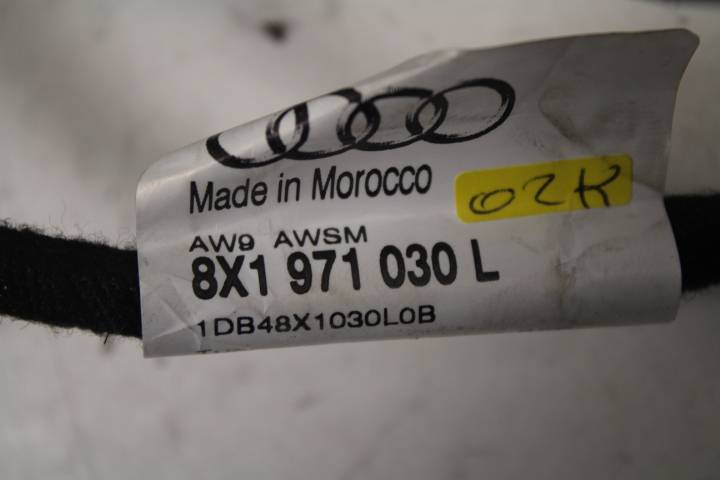 Made in Morocco
02K
AW9 AWSM
8X1 971 030 L
1DB48X1030L0B